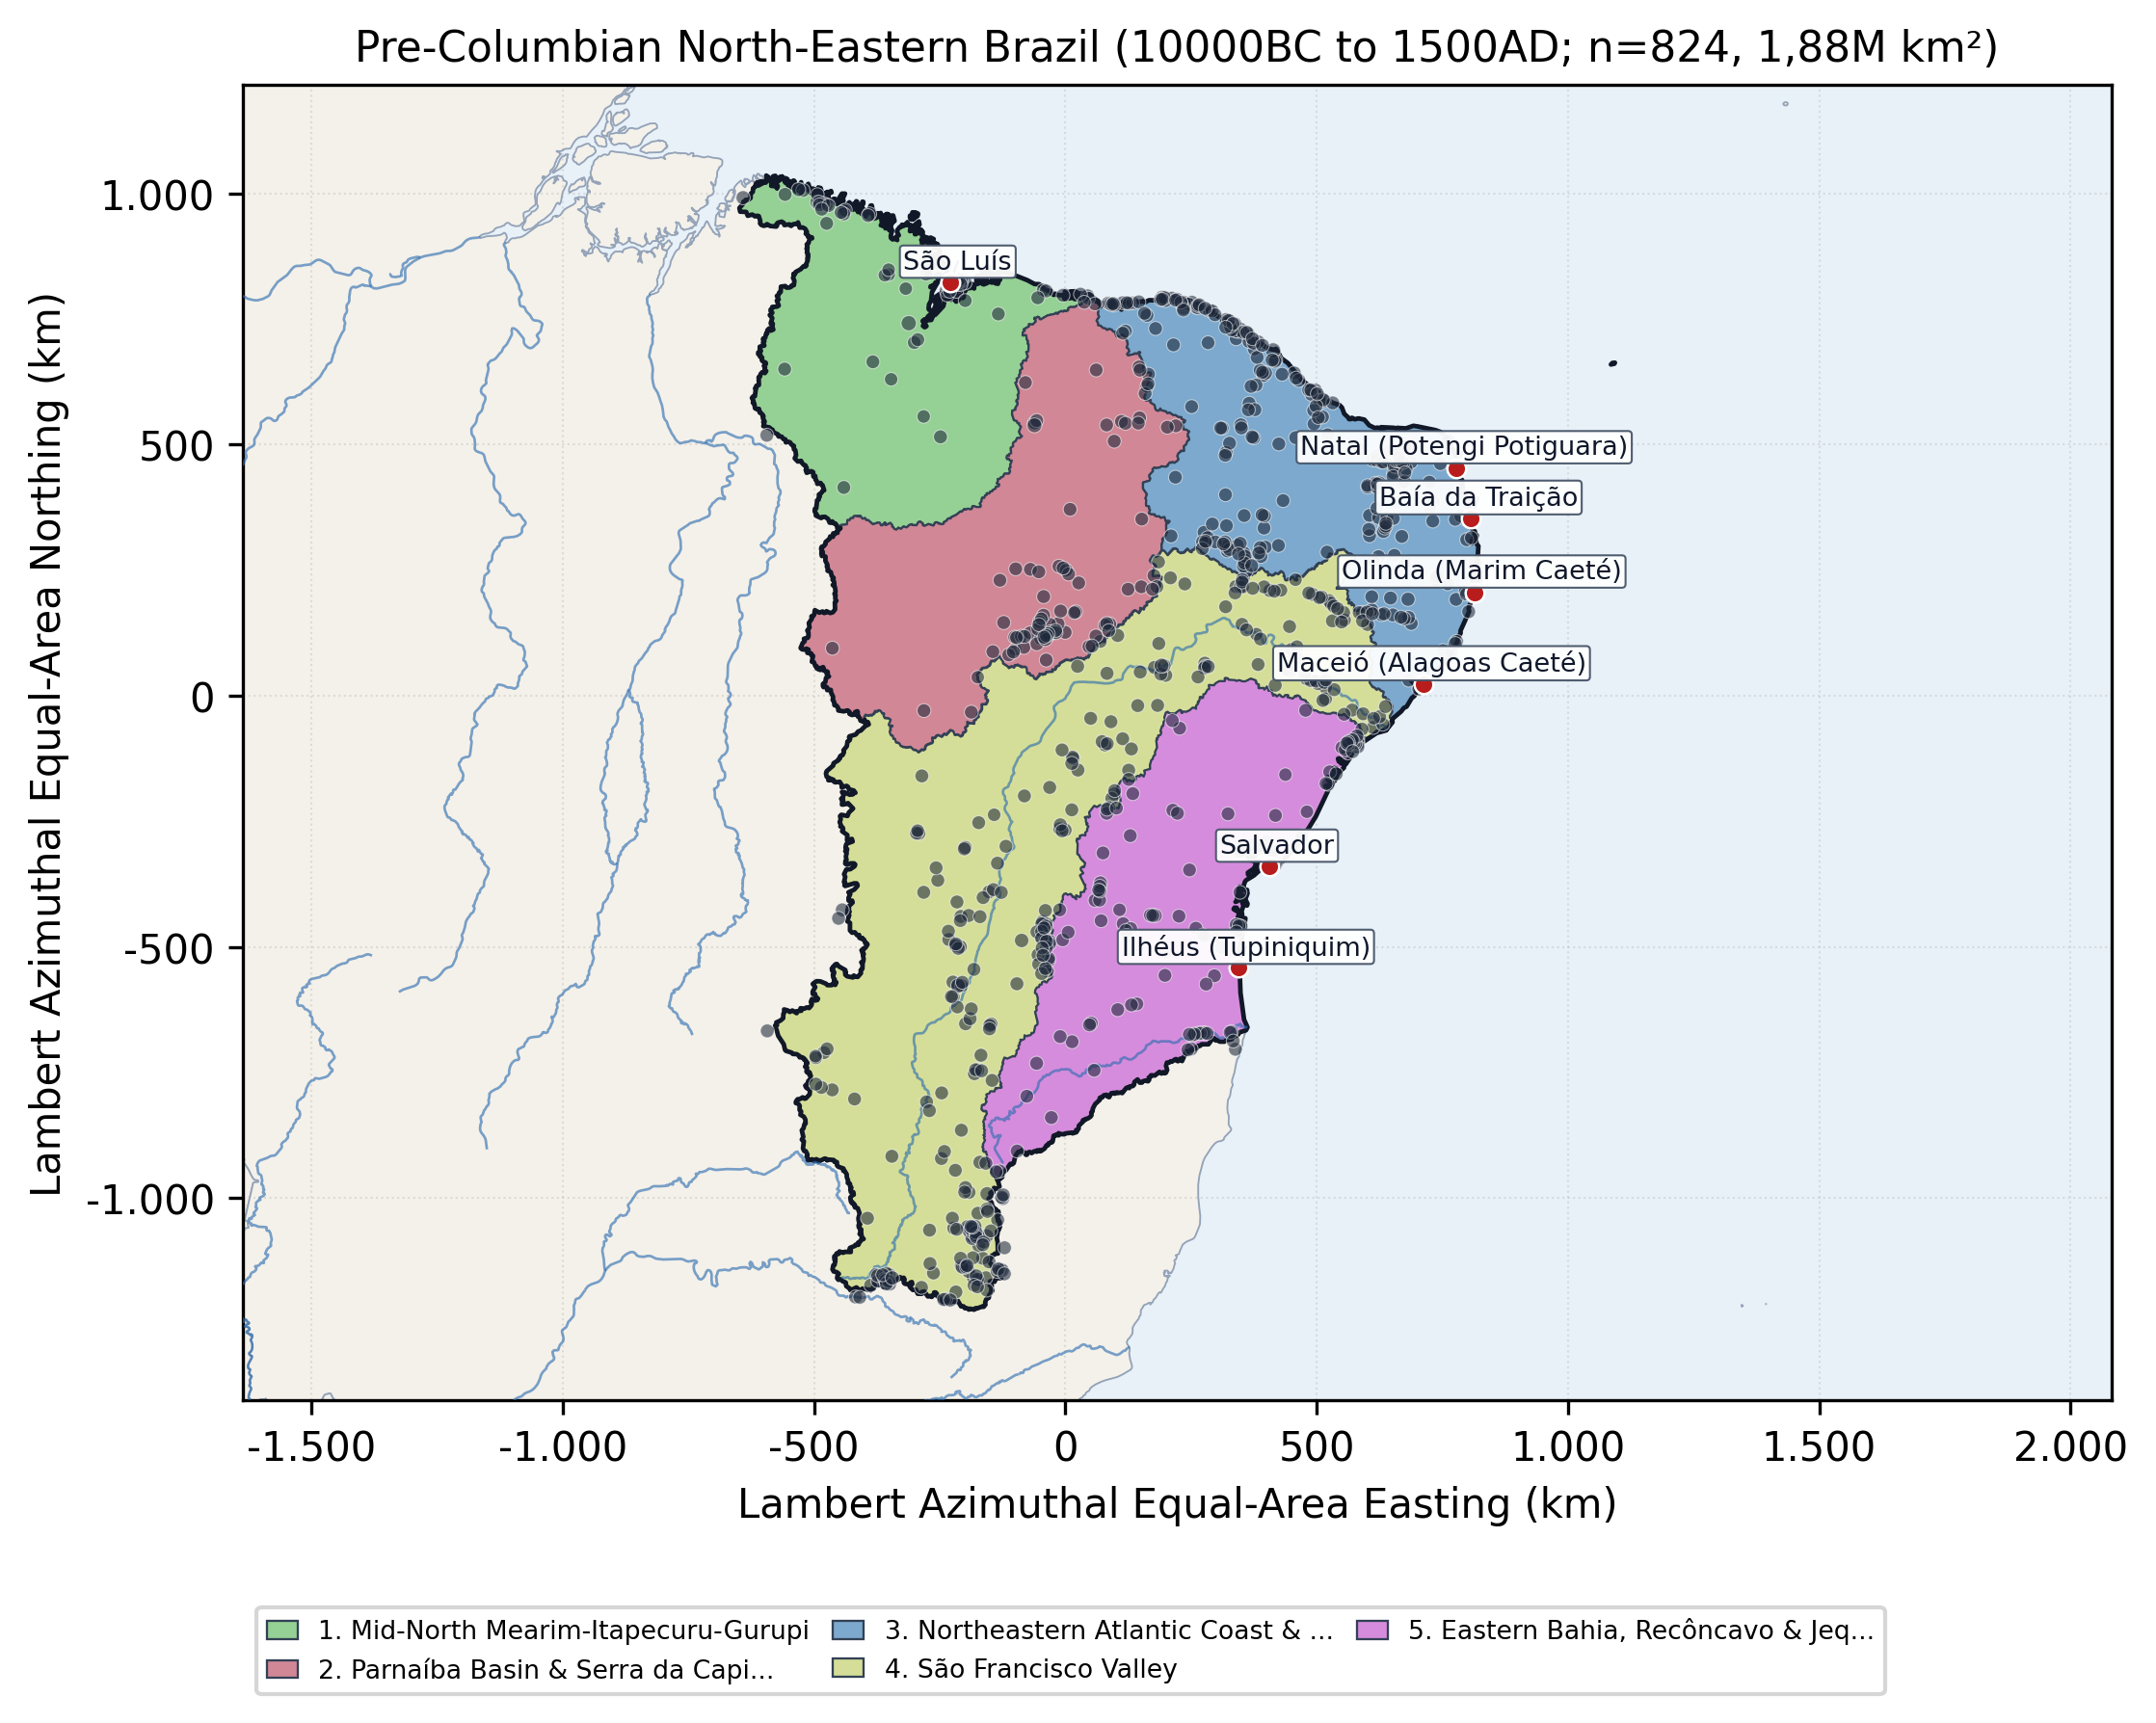 Pre-Columbian North-Eastern Brazil (10000BC to 1500AD; n=824, 1,88M km²)
Lambert Azimuthal Equal-Area Northing (km)
1.000
500
0
-500
-1.000
São Luís
Natal (Potengi Potiguara)
Baía da Traição
Olinda (Marim Caeté)
Maceió (Alagoas Caeté)
Salvador
Ilhéus (Tupiniquim)
-1.500 -1.000 -500 0 500 1.000 1.500 2.000
Lambert Azimuthal Equal-Area Easting (km)
1. Mid-North Mearim-Itapecuru-Gurupi
2. Parnaíba Basin & Serra da Capi...
3. Northeastern Atlantic Coast & ...
4. São Francisco Valley
5. Eastern Bahia, Recôncavo & Jeq...